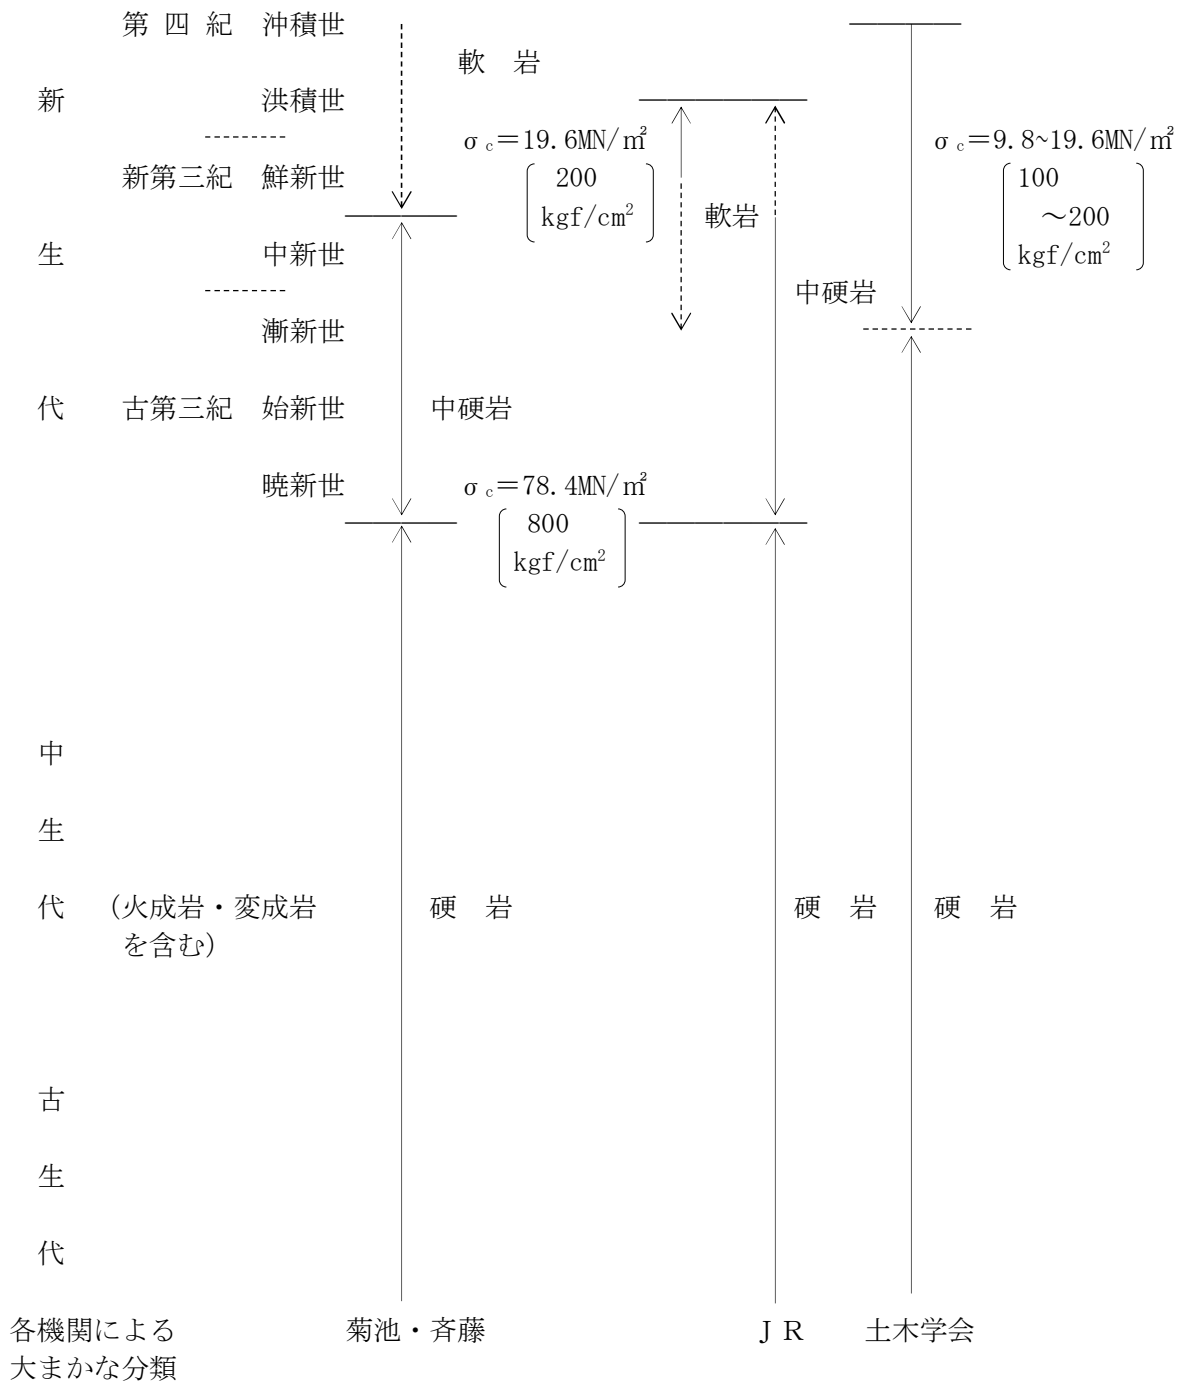 第 四 紀　沖積世
軟　岩
新　洪積世
σc＝19.6MN/㎡　σc＝9.8~19.6MN/㎡
新第三紀　鮮新世　200　100
kgf/cm²　軟岩　～200
生　中新世　kgf/cm²
中硬岩
漸新世
代　古第三紀　始新世　中硬岩
暁新世　σc＝78.4MN/㎡
800
kgf/cm²
中
生
代　（火成岩・変成岩　硬　岩　硬　岩　硬　岩
を含む）
古
生
代
各機関による　菊池・斉藤　ＪＲ　土木学会
大まかな分類